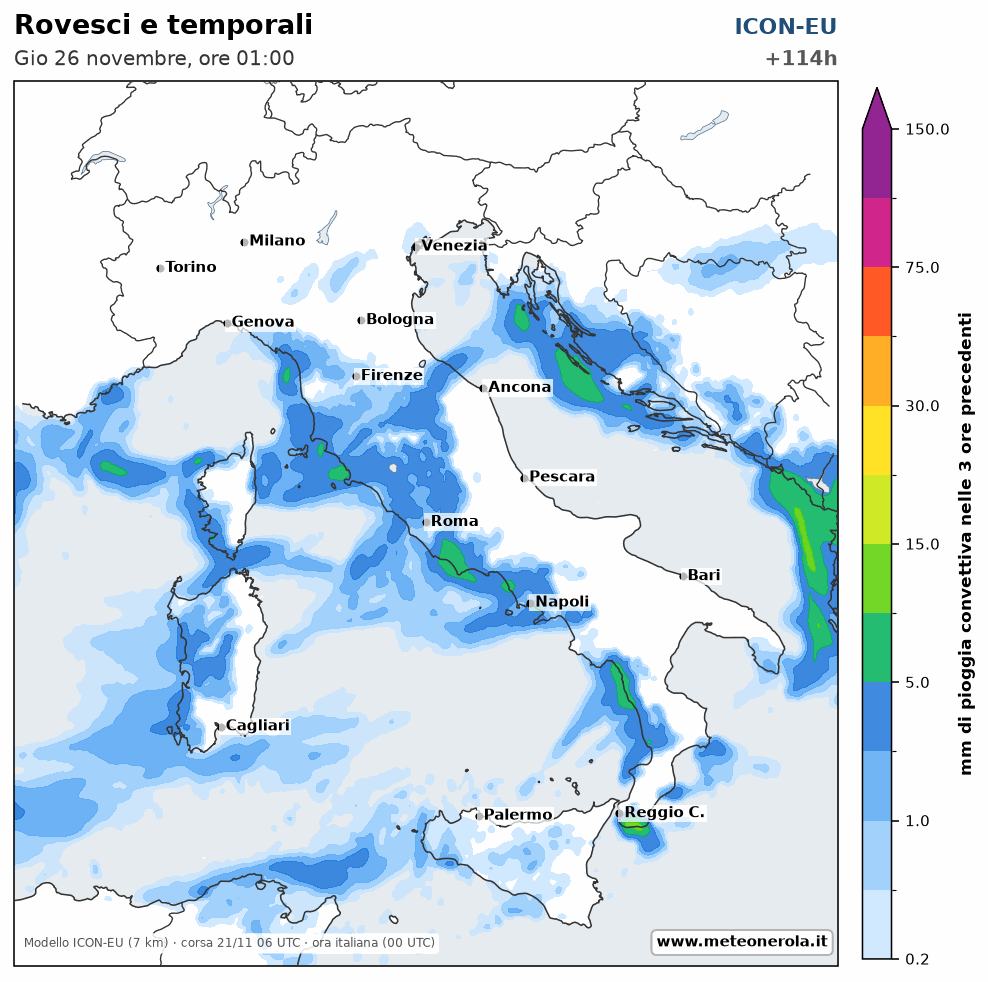 Rovesci e temporali
ICON-EU
Gio 26 novembre, ore 01:00
+114h
150.0
75.0
30.0
15.0
5.0
1.0
0.2
mm di pioggia convettiva nelle 3 ore precedenti
Milano
Venezia
Torino
Genova
Bologna
Firenze
Ancona
Pescara
Roma
Bari
Napoli
Cagliari
Palermo
Reggio C.
Modello ICON-EU (7 km) · corsa 21/11 06 UTC · ora italiana (00 UTC)
www.meteonerola.it